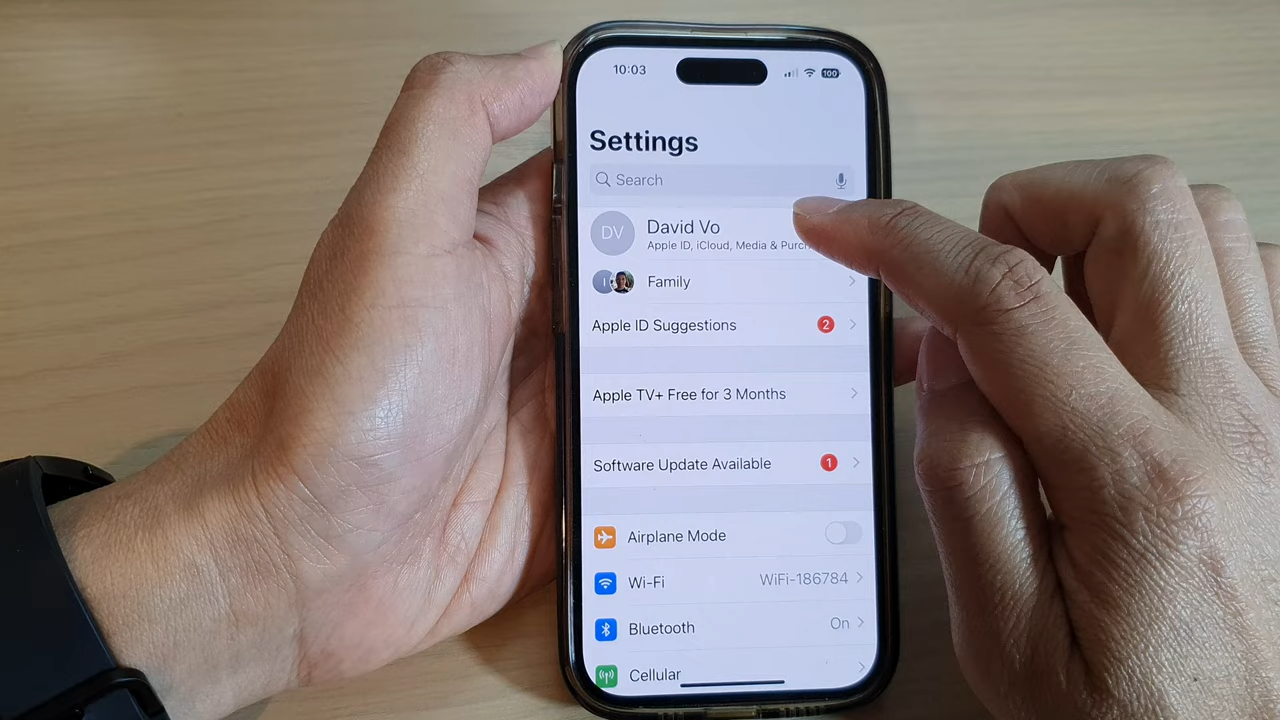 10:03
100
Settings
Search
DV
David Vo
Apple ID, iCloud, Media & Purch
I
Family
Apple ID Suggestions
2
Apple TV+ Free for 3 Months
Software Update Available
1
Airplane Mode
Wi-Fi
WiFi-186784
Bluetooth
On
Cellular